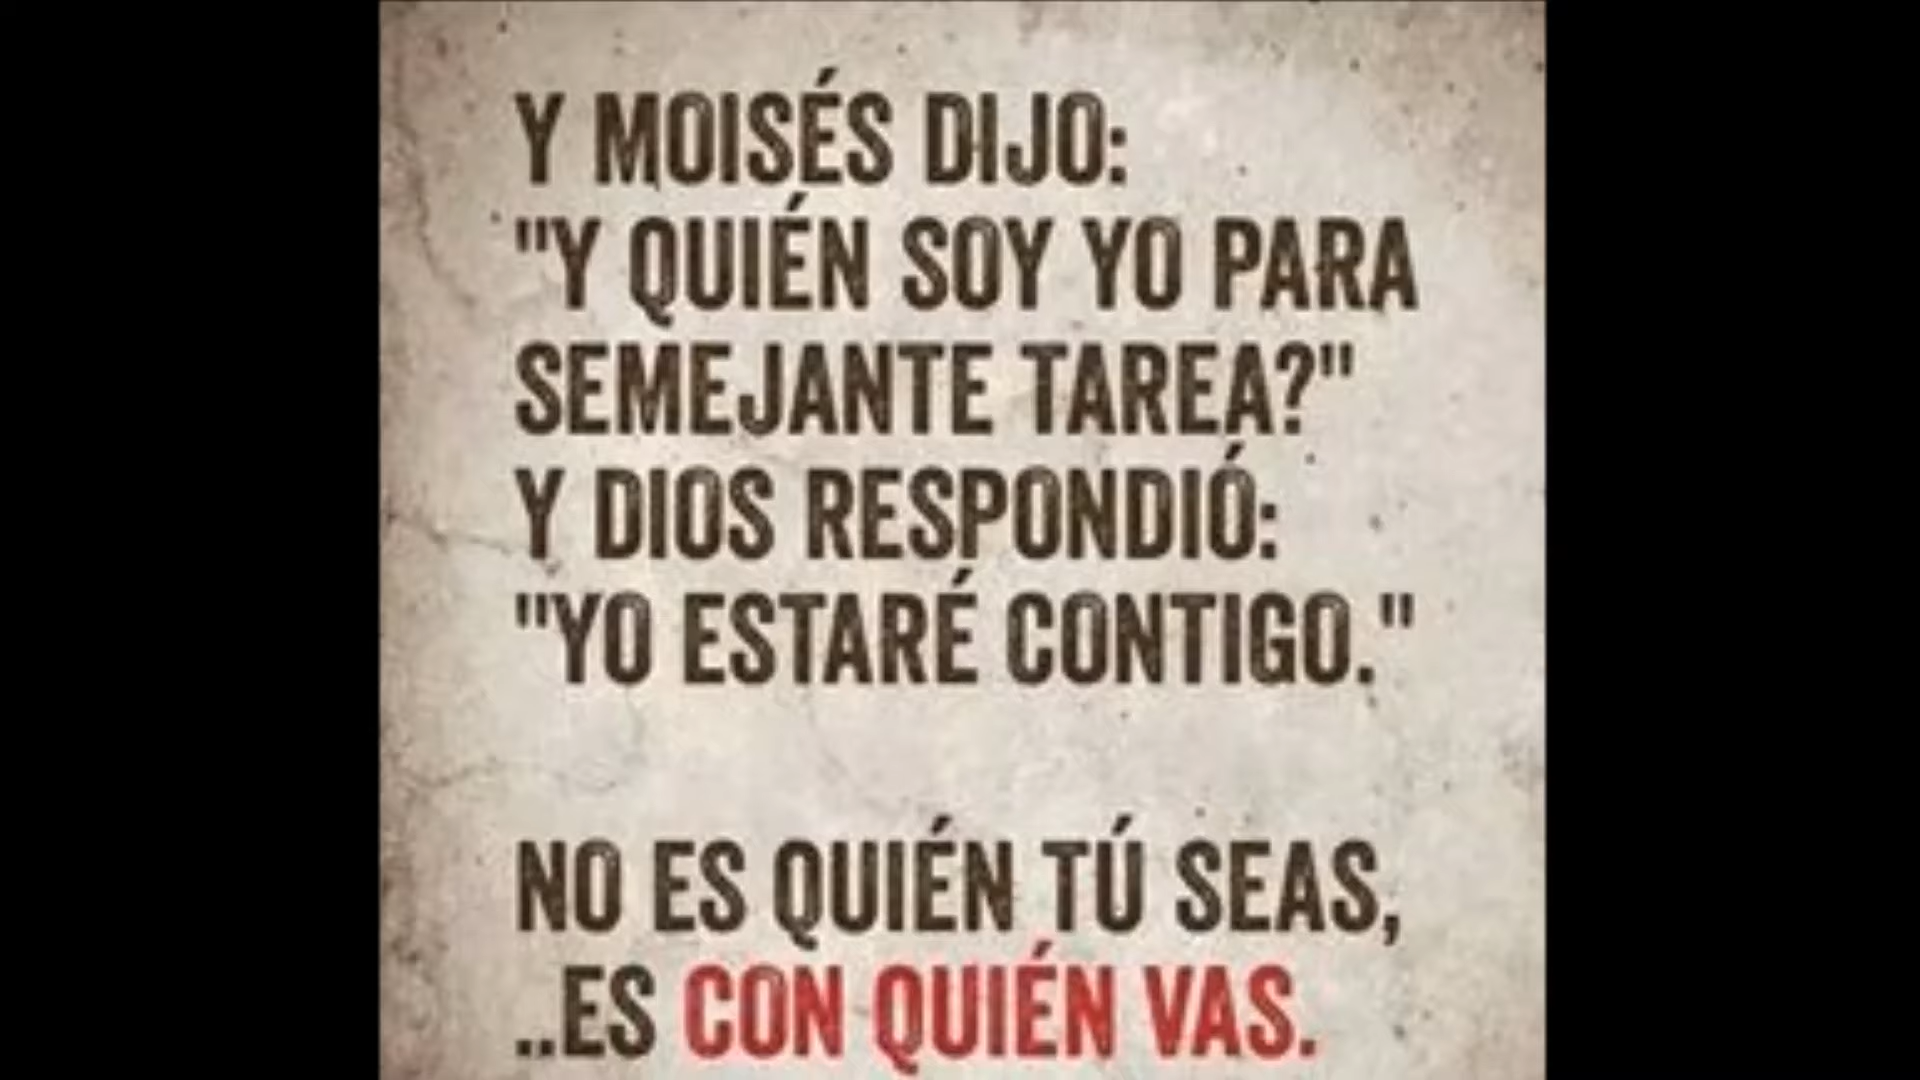 Y MOISÉS DIJO:
"Y QUIÉN SOY YO PARA
SEMEJANTE TAREA?"
Y DIOS RESPONDIÓ:
"YO ESTARÉ CONTIGO."
NO ES QUIÉN TÚ SEAS,
..ES CON QUIÉN VAS.